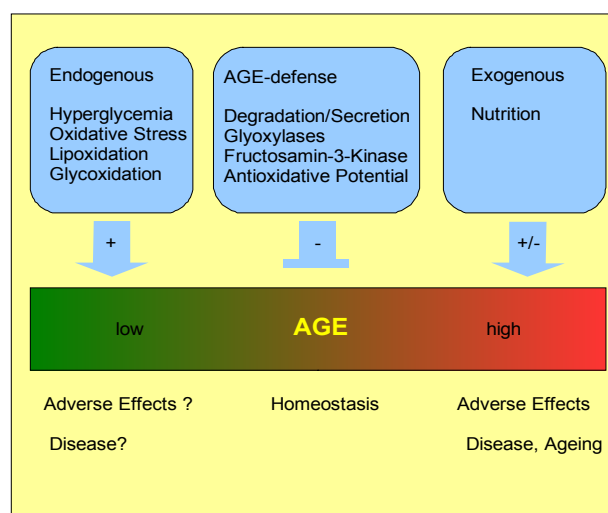 Endogenous
Hyperglycemia
Oxidative Stress
Lipoxidation
Glycoxidation
AGE-defense
Degradation/Secretion
Glyoxylases
Fructosamin-3-Kinase
Antioxidative Potential
Exogenous
Nutrition
+
-
+/-
low
AGE
high
Adverse Effects ?
Disease?
Homeostasis
Adverse Effects
Disease, Ageing